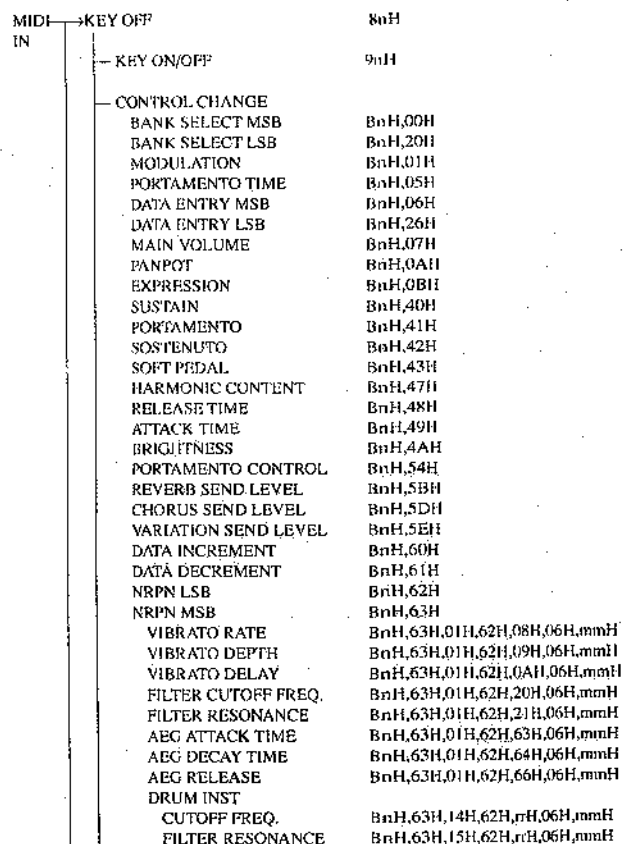 MIDI KEY OFF 8nH
IN
KEY ON/OFF 9nH
CONTROL CHANGE
BANK SELECT MSB BnH,00H
BANK SELECT LSB BnH,20H
MODULATION BnH,01H
PORTAMENTO TIME BnH,05H
DATA ENTRY MSB BnH,06H
DATA ENTRY LSB BnH,26H
MAIN VOLUME BnH,07H
PANPOT BnH,0AH
EXPRESSION BnH,0BH
SUSTAIN BnH,40H
PORTAMENTO BnH,41H
SOSTENUTO BnH,42H
SOFT PEDAL BnH,43H
HARMONIC CONTENT BnH,47H
RELEASE TIME BnH,48H
ATTACK TIME BnH,49H
BRIGHTNESS BnH,4AH
PORTAMENTO CONTROL BnH,54H
REVERB SEND LEVEL BnH,5BH
CHORUS SEND LEVEL BnH,5DH
VARIATION SEND LEVEL BnH,5EH
DATA INCREMENT BnH,60H
DATA DECREMENT BnH,61H
NRPN LSB BnH,62H
NRPN MSB BnH,63H
VIBRATO RATE BnH,63H,01H,62H,08H,06H,mmH
VIBRATO DEPTH BnH,63H,01H,62H,09H,06H,mmH
VIBRATO DELAY BnH,63H,01H,62H,0AH,06H,mmH
FILTER CUTOFF FREQ. BnH,63H,01H,62H,20H,06H,mmH
FILTER RESONANCE BnH,63H,01H,62H,21H,06H,mmH
AEG ATTACK TIME BnH,63H,01H,62H,63H,06H,mmH
AEG DECAY TIME BnH,63H,01H,62H,64H,06H,mmH
AEG RELEASE BnH,63H,01H,62H,66H,06H,mmH
DRUM INST
CUTOFF FREQ. BnH,63H,14H,62H,rrH,06H,mmH
FILTER RESONANCE BnH,63H,15H,62H,rrH,06H,mmH